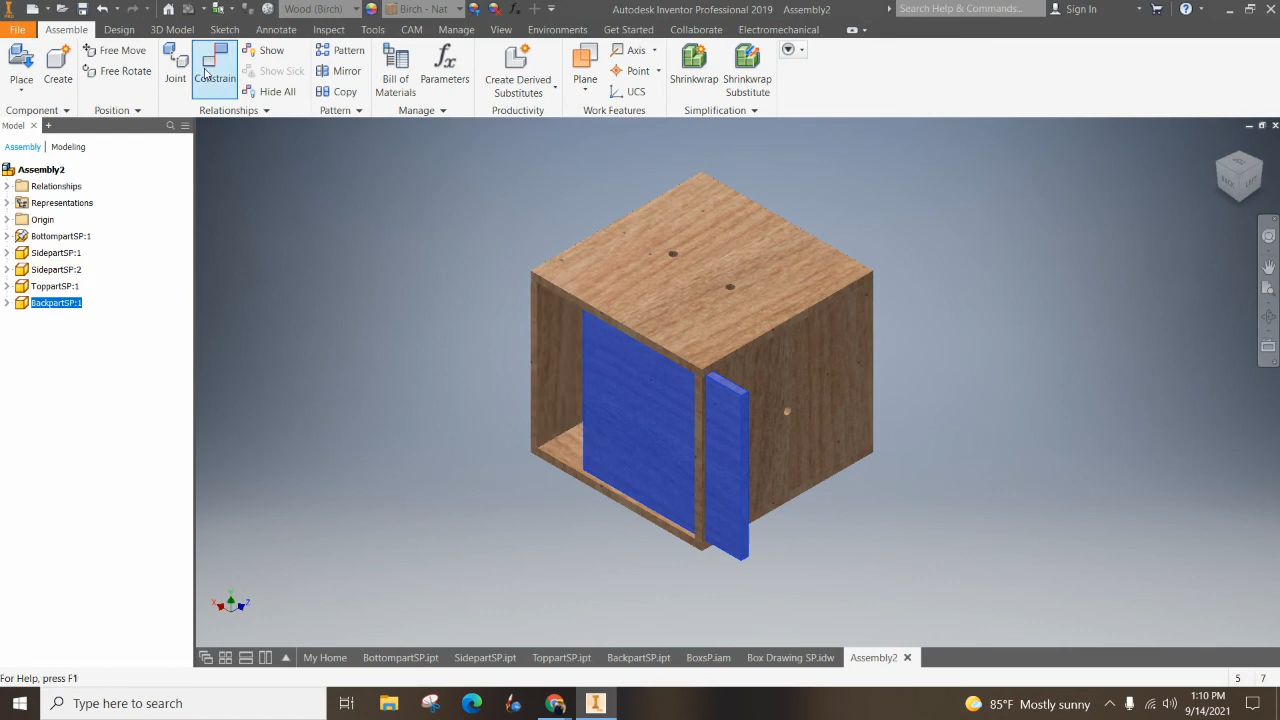 Wood (Birch)
Birch - Nat
Autodesk Inventor Professional 2019 Assembly2
Search Help & Commands...
Sign In
File Assemble Design 3D Model Sketch Annotate Inspect Tools CAM Manage View Environments Get Started Collaborate Electromechanical
Place
Create
Component
Free Move
Free Rotate
Position
Joint
Constrain
Show
Show Sick
Hide All
Relationships
Pattern
Mirror
Copy
Pattern
Bill of Materials
Parameters
Manage
Create Derived Substitutes
Productivity
Plane
Axis
Point
UCS
Work Features
Shrinkwrap
Shrinkwrap Substitute
Simplification
Model
Assembly Modeling
Assembly2
Relationships
Representations
Origin
BottompartSP:1
SidepartSP:1
SidepartSP:2
ToppartSP:1
BackpartSP:1
X Y Z
My Home BottompartSP.ipt SidepartSP.ipt ToppartSP.ipt BackpartSP.ipt BoxsP.iam Box Drawing SP.idw Assembly2
For Help, press F1
5 7
Type here to search
85°F Mostly sunny
1:10 PM
9/14/2021